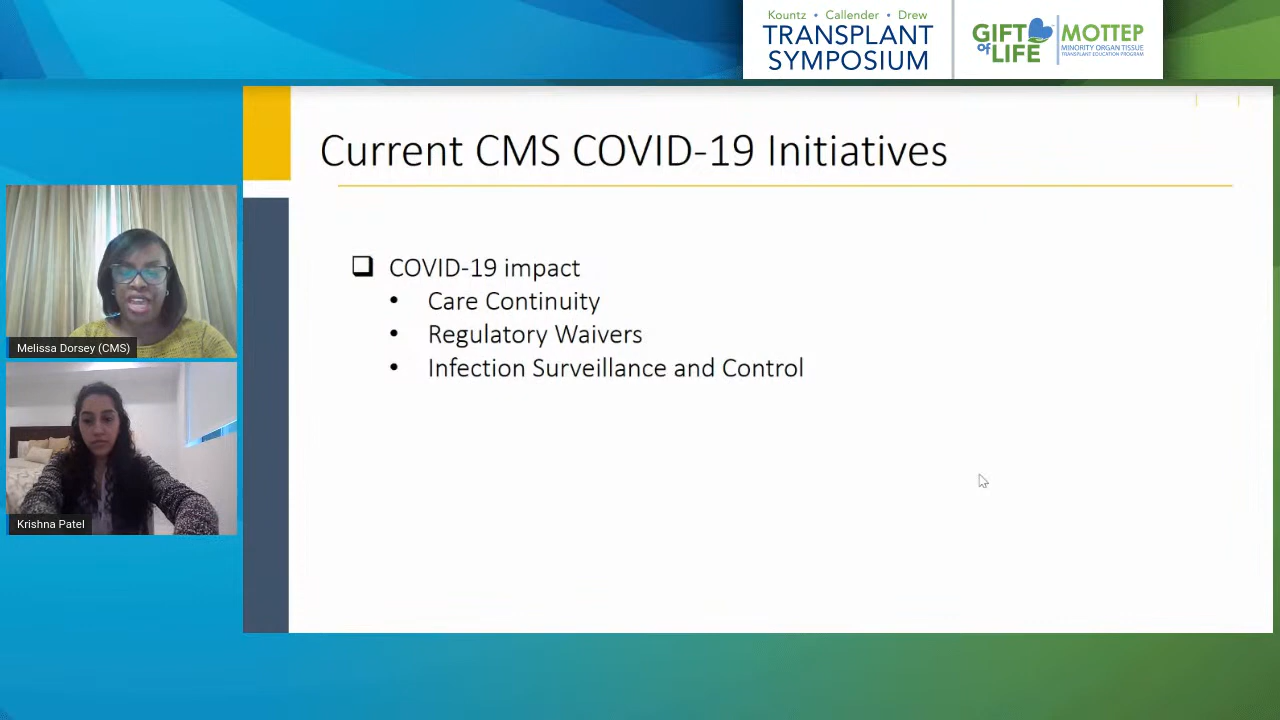 Kountz • Callender • Drew
TRANSPLANT
SYMPOSIUM
GIFT
of LIFE
MOTTEP
MINORITY ORGAN TISSUE
TRANSPLANT EDUCATION PROGRAM
Current CMS COVID-19 Initiatives
❑ COVID-19 impact
• Care Continuity
• Regulatory Waivers
• Infection Surveillance and Control
Melissa Dorsey (CMS)
Krishna Patel